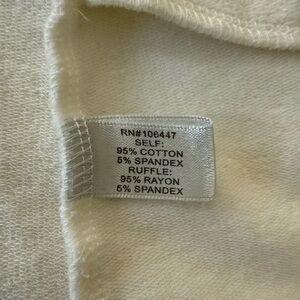 RN#106447
SELF:
95% COTTON
5% SPANDEX
RUFFLE:
95% RAYON
5% SPANDEX